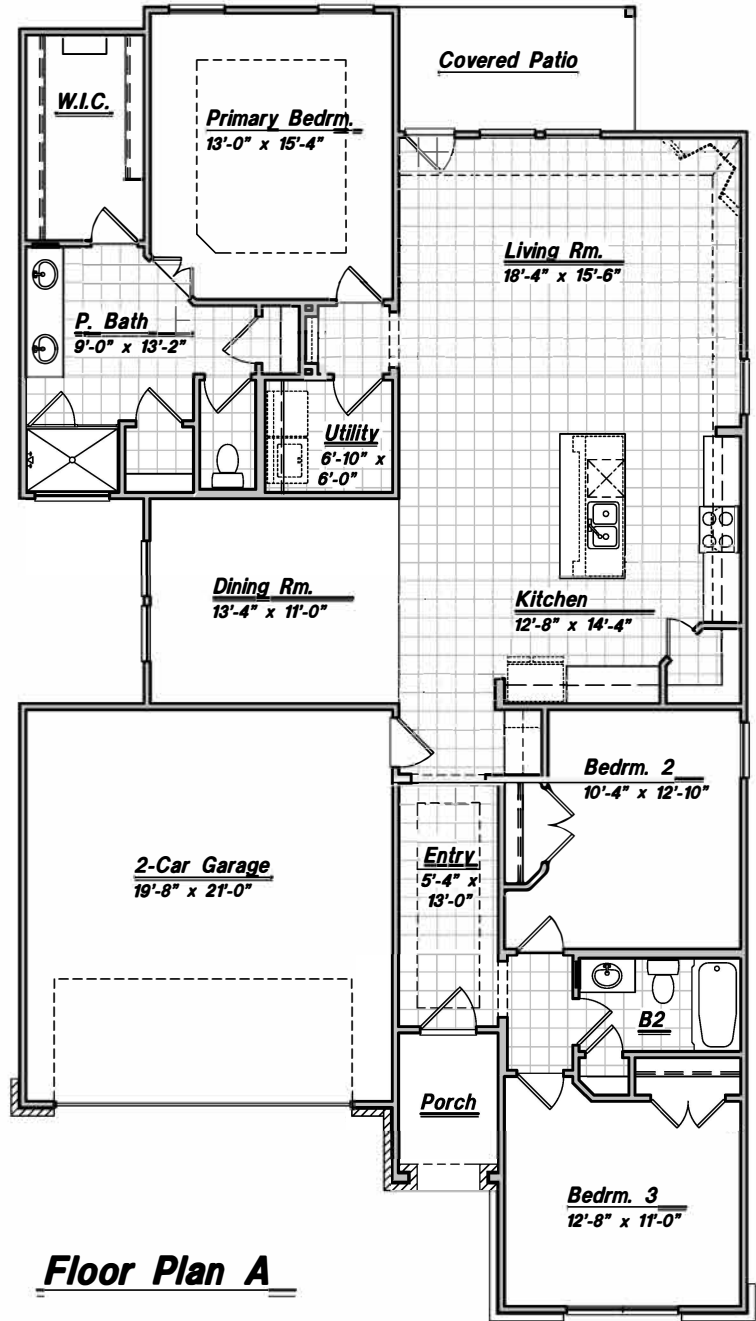 Covered Patio
W.I.C.
Primary Bedrm.
13'-0" x 15'-4"
Living Rm.
18'-4" x 15'-6"
P. Bath
9'-0" x 13'-2"
Utility
6'-10" x
6'-0"
Dining Rm.
13'-4" x 11'-0"
Kitchen
12'-8" x 14'-4"
Bedrm. 2
10'-4" x 12'-10"
2-Car Garage
19'-8" x 21'-0"
Entry
5'-4" x
13'-0"
B2
Porch
Bedrm. 3
12'-8" x 11'-0"
Floor Plan A